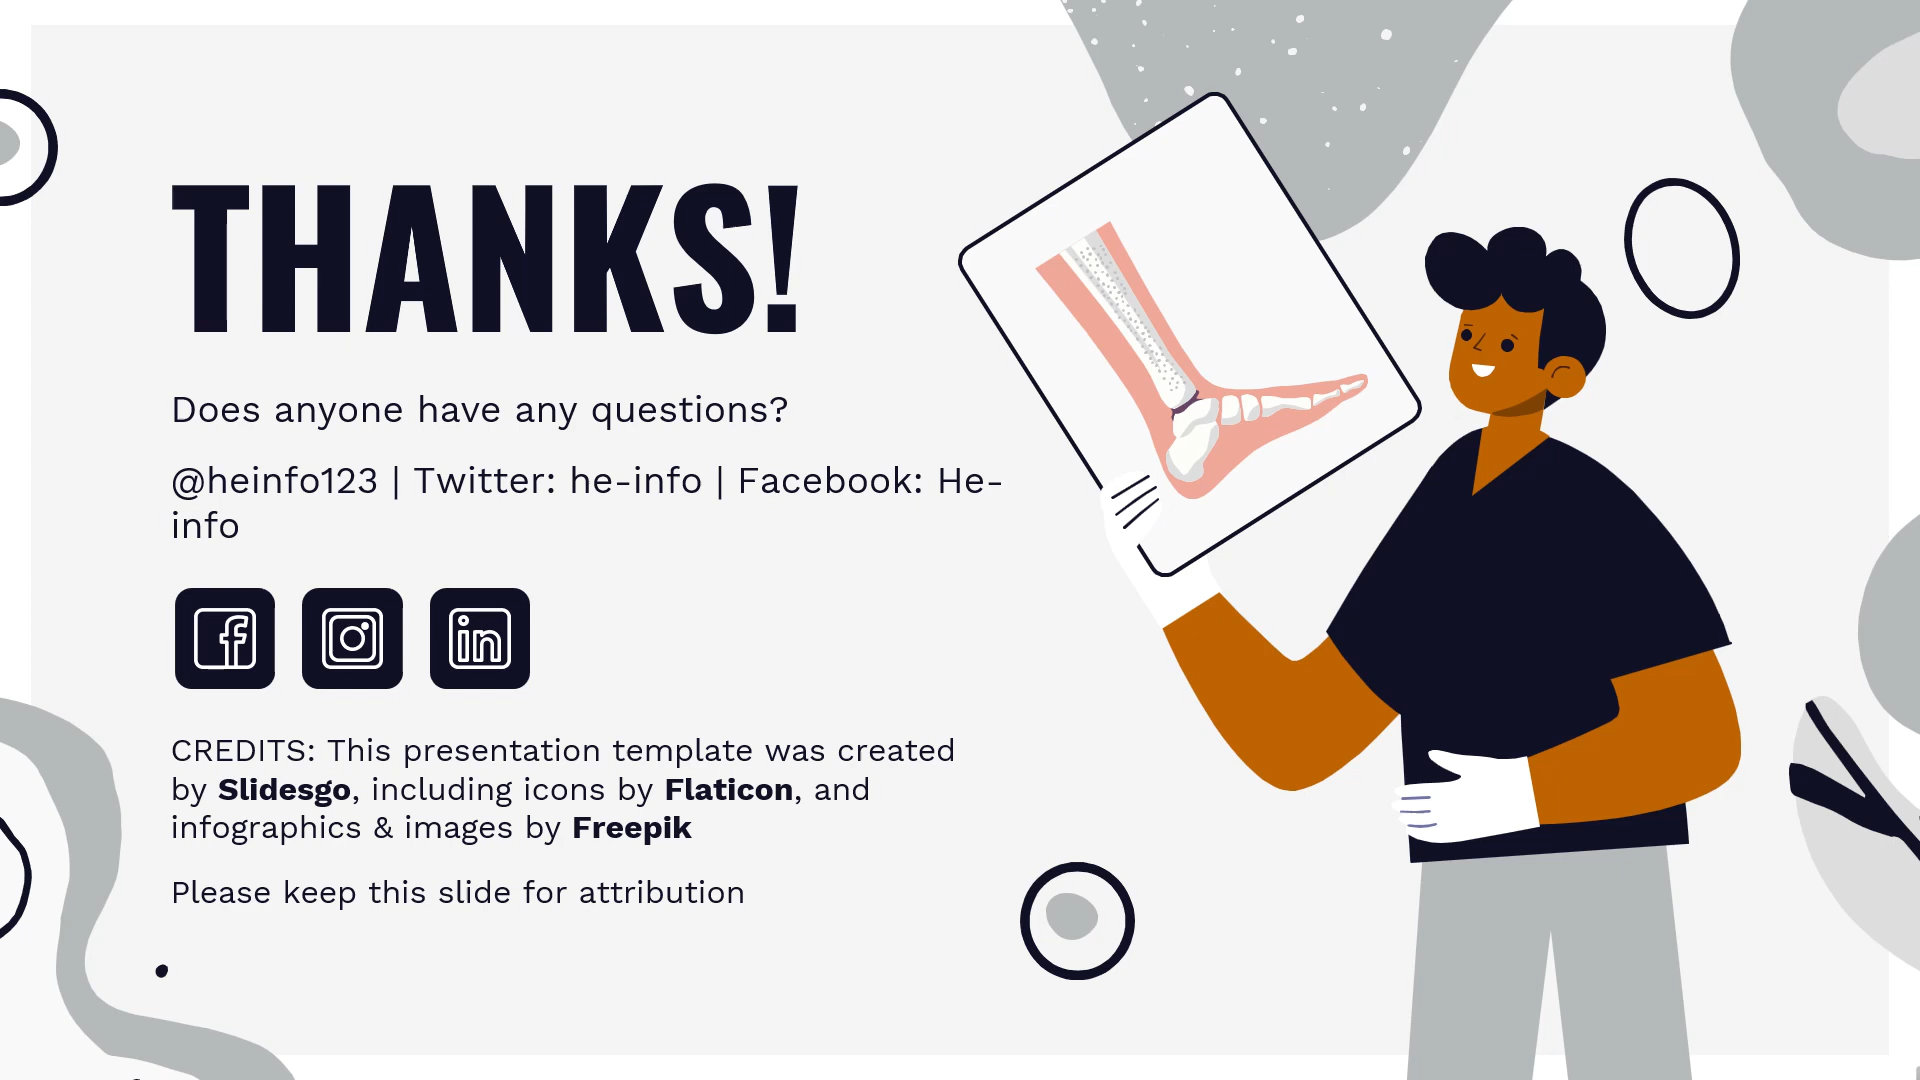 THANKS!
Does anyone have any questions?
@heinfo123 | Twitter: he-info | Facebook: He-
info
CREDITS: This presentation template was created
by Slidesgo, including icons by Flaticon, and
infographics & images by Freepik
Please keep this slide for attribution